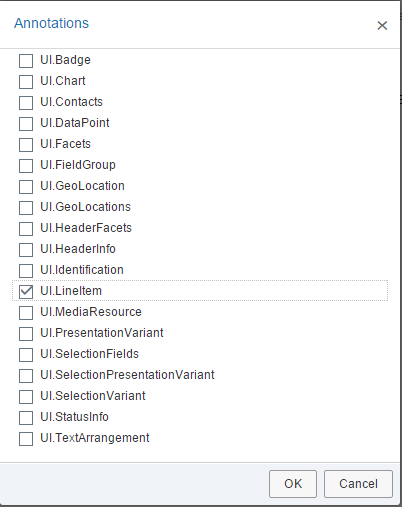 Annotations
UI.Badge
UI.Chart
UI.Contacts
UI.DataPoint
UI.Facets
UI.FieldGroup
UI.GeoLocation
UI.GeoLocations
UI.HeaderFacets
UI.HeaderInfo
UI.Identification
UI.LineItem
UI.MediaResource
UI.PresentationVariant
UI.SelectionFields
UI.SelectionPresentationVariant
UI.SelectionVariant
UI.StatusInfo
UI.TextArrangement
OK Cancel